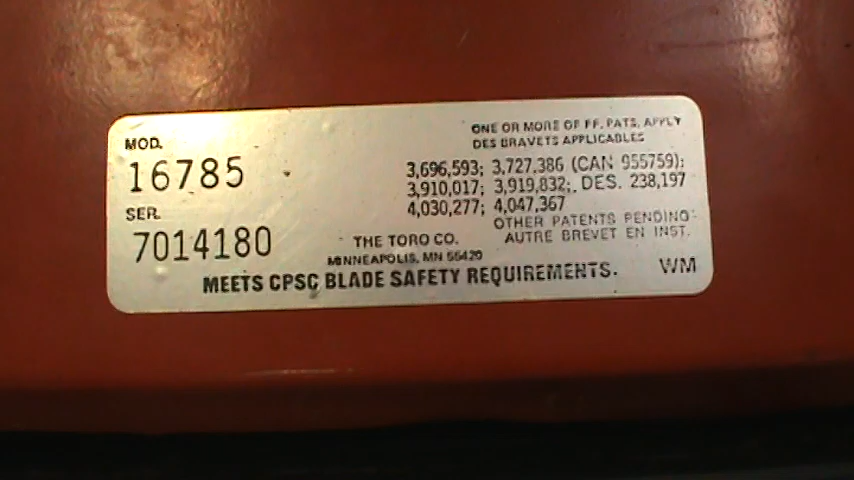 MOD.
16785
SER.
7014180
ONE OR MORE OF FF. PATS. APPLY
DES BRAVETS APPLICABLES
3,696,593; 3,727,386 (CAN 955759);
3,910,017; 3,919,832; DES. 238,197
4,030,277; 4,047,367
OTHER PATENTS PENDING
AUTRE BREVET EN INST.
THE TORO CO.
MINNEAPOLIS, MN 55420
MEETS CPSC BLADE SAFETY REQUIREMENTS.
WM